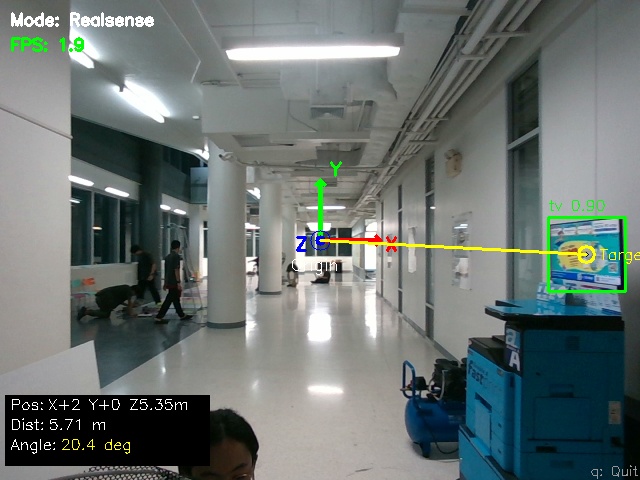 Mode: Realsense
FPS: 1.9
Y
tv 0.90
Z
X
Origin
Targe
A
Fast
Pos: X+2 Y+0 Z5.35m
Dist: 5.71 m
Angle: 20.4 deg
q: Quit